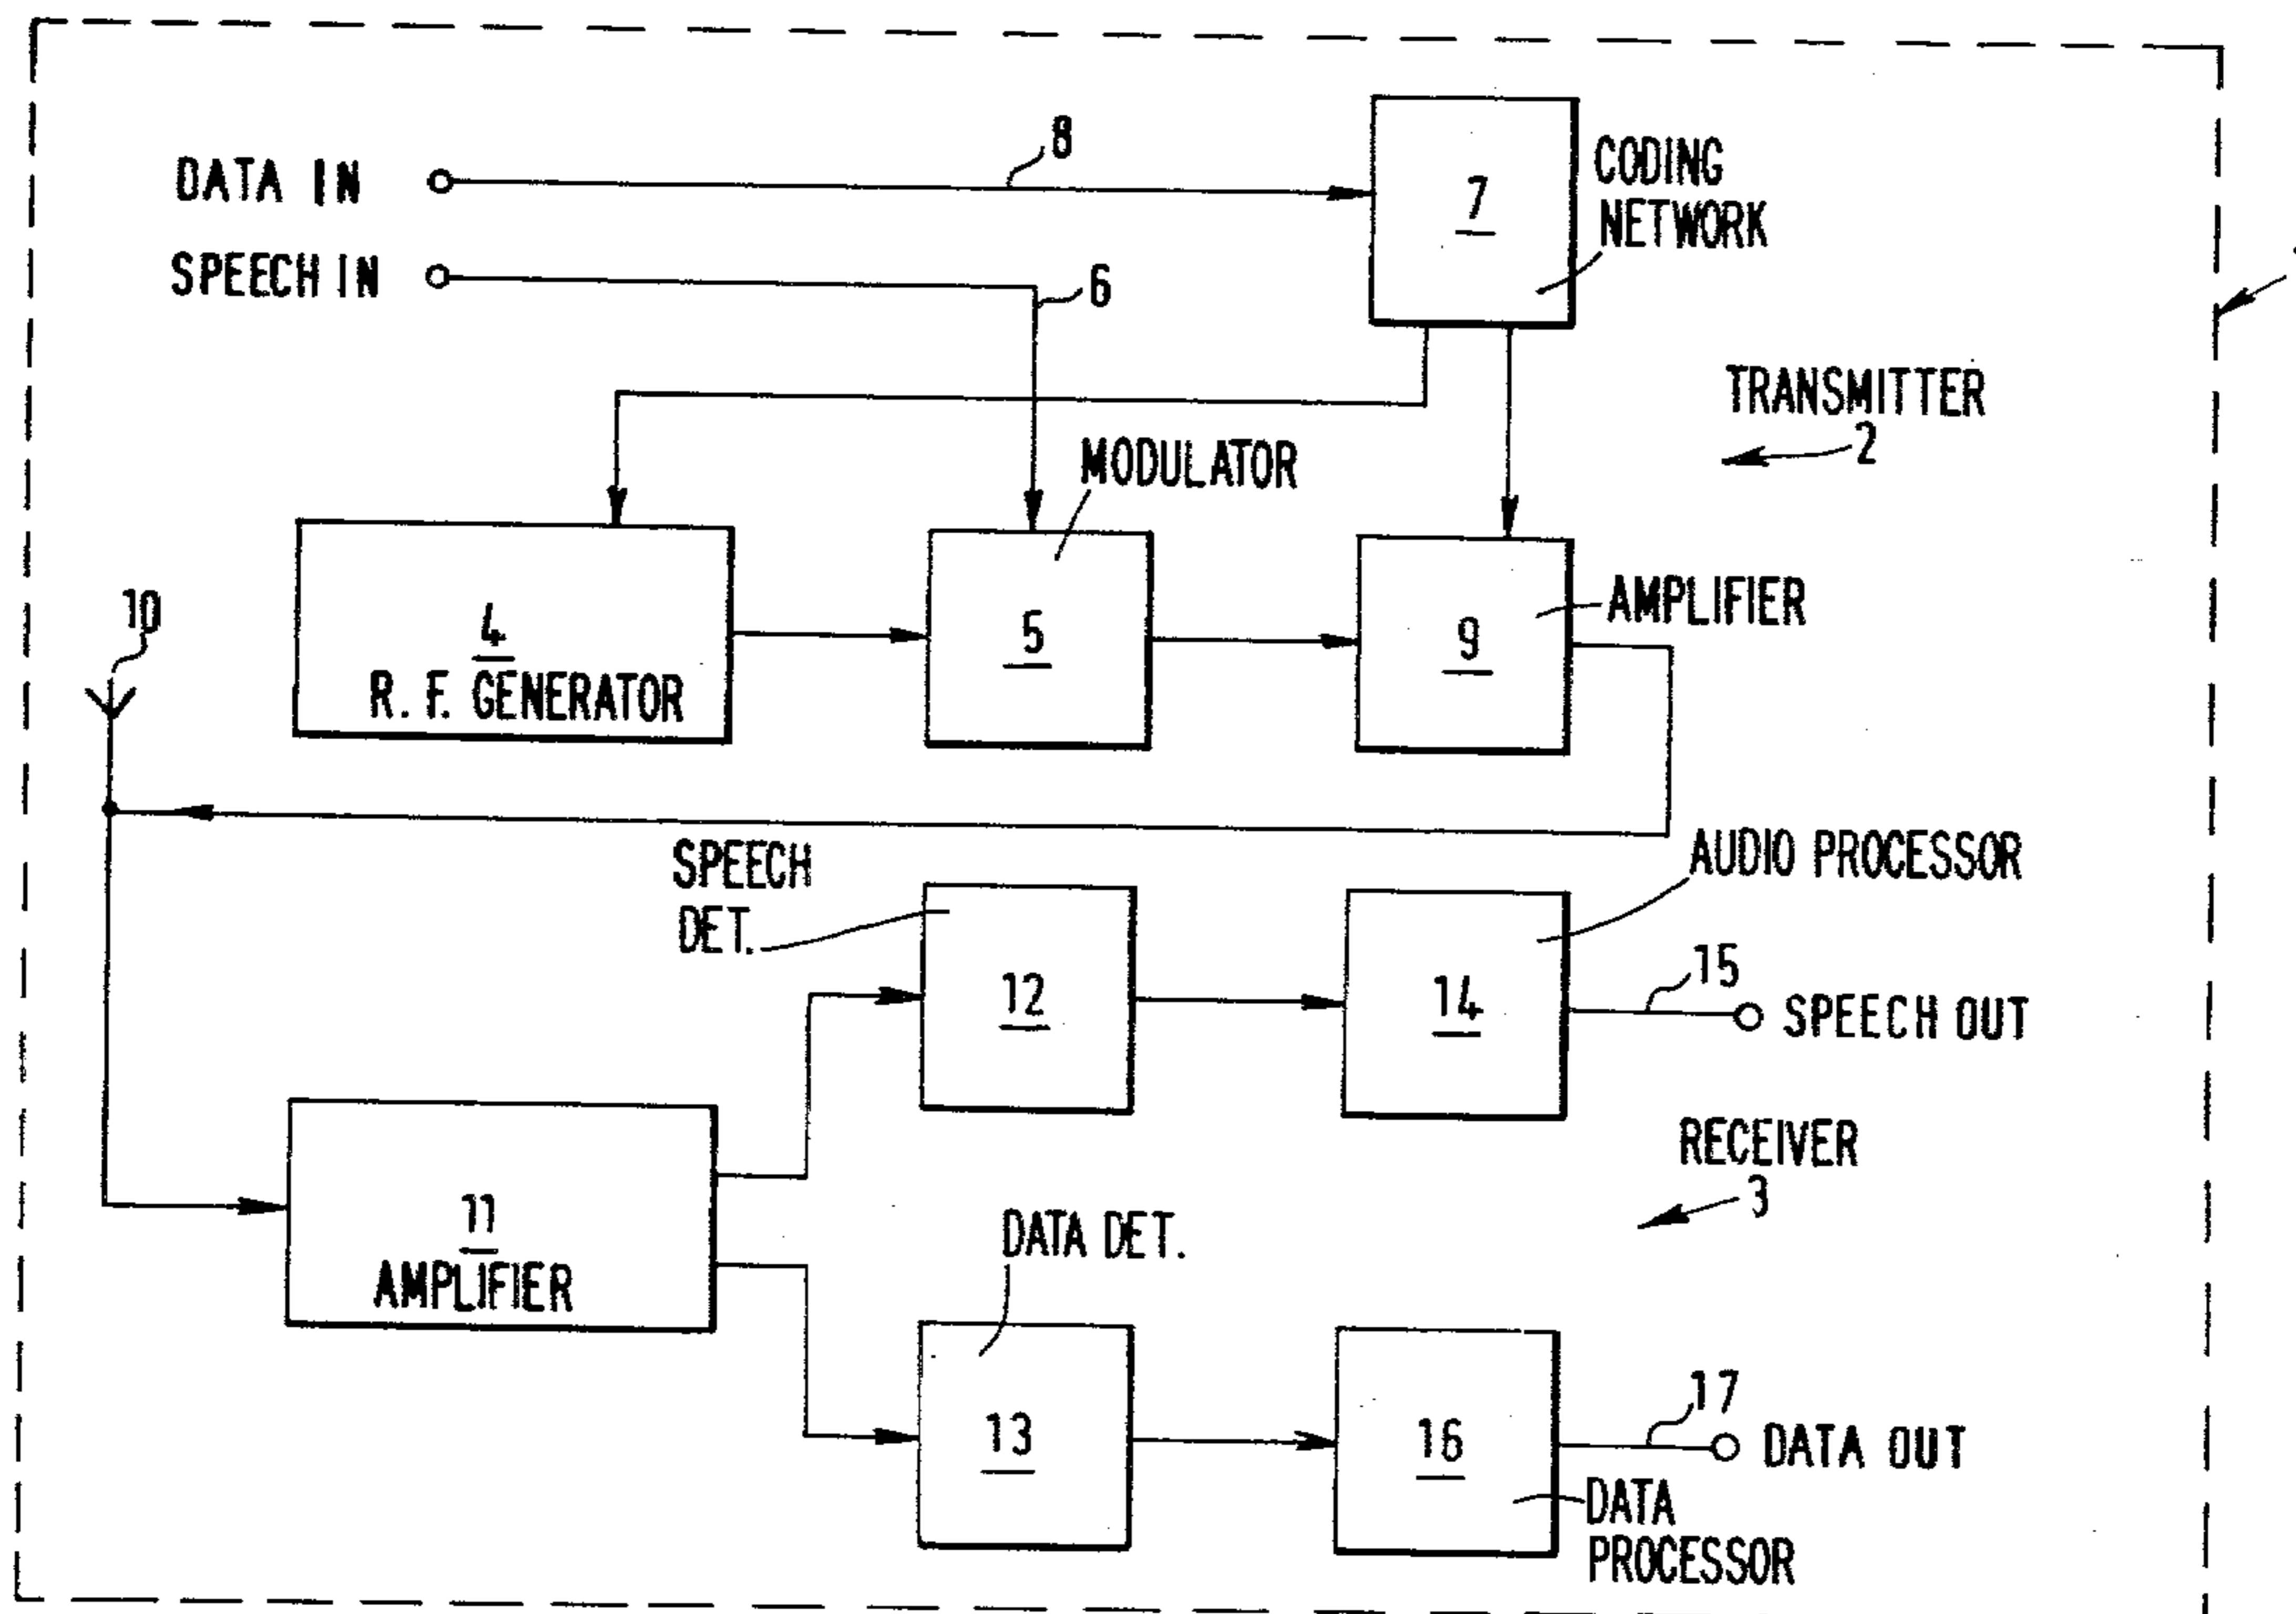 8
DATA IN
7
CODING
NETWORK
SPEECH IN
6
TRANSMITTER
2
MODULATOR
10
4
R. F. GENERATOR
5
9
AMPLIFIER
SPEECH
DET.
AUDIO PROCESSOR
12
14
15
SPEECH OUT
RECEIVER
3
11
AMPLIFIER
DATA DET.
13
16
17
DATA OUT
DATA
PROCESSOR